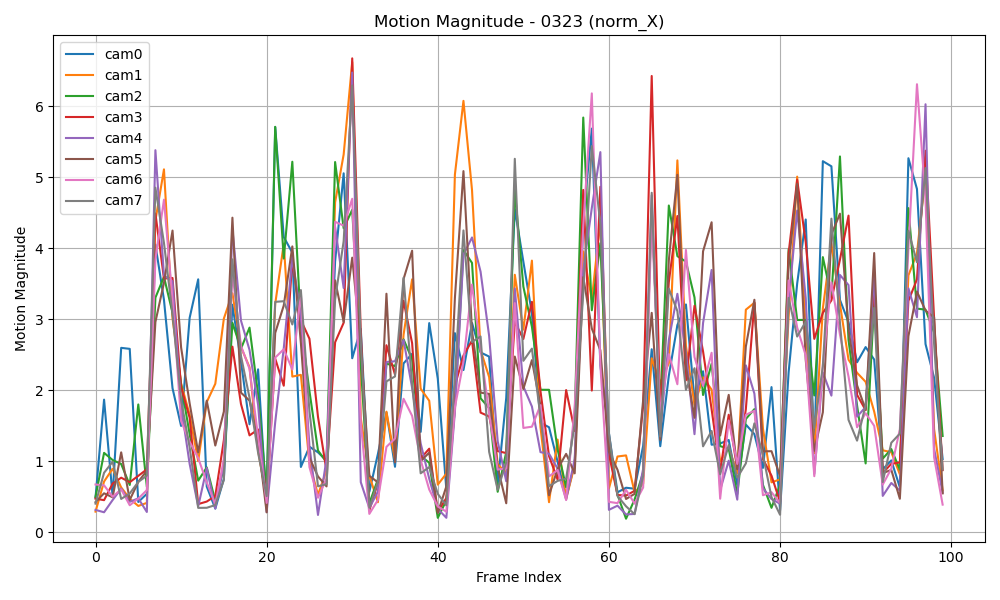 Motion Magnitude - 0323 (norm_X)
cam0
cam1
cam2
cam3
cam4
cam5
cam6
cam7
Motion Magnitude
6
5
4
3
2
1
0
0 20 40 60 80 100
Frame Index